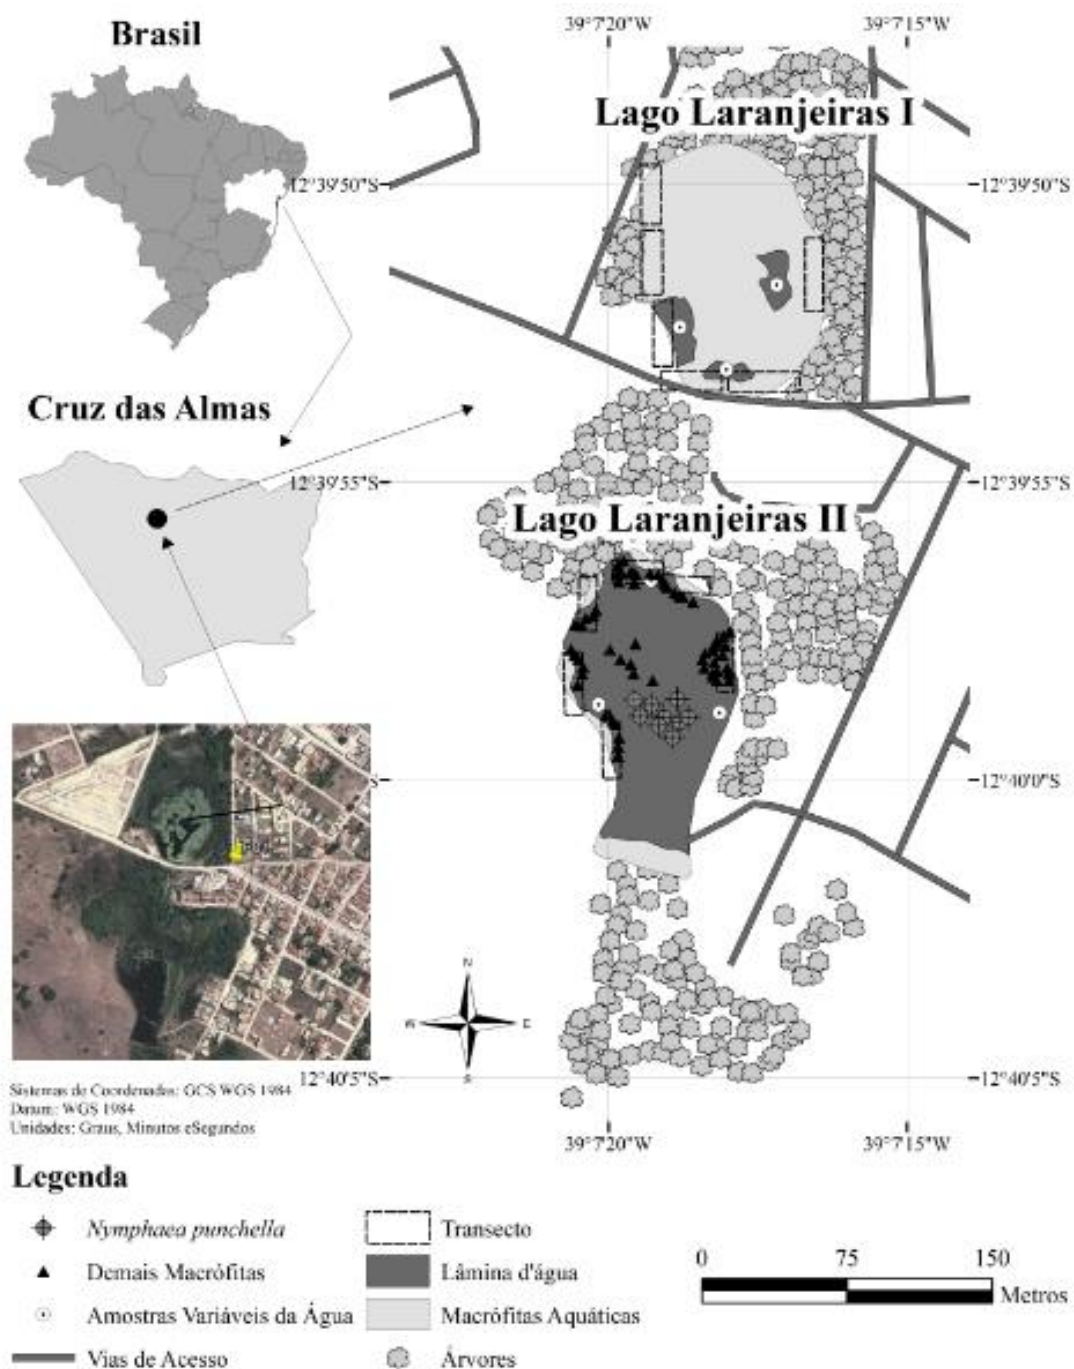 Brasil
39°7'20"W
39°7'15"W
Lago Laranjeiras I
12°39'50"S
12°39'50"S
Cruz das Almas
12°39'55"S
12°39'55"S
Lago Laranjeiras II
S
12°40'0"S
N
W
E
S
Sistemas de Coordenadas: GCS WGS 1984
Datum: WGS 1984
Unidades: Graus, Minutos eSegundos
12°40'5"S
12°40'5"S
39°7'20"W
39°7'15"W
Legenda
Nymphaea punchella
Transecto
Demais Macrófitas
Lâmina d'água
Amostras Variáveis da Água
Macrófitas Aquáticas
Vias de Acesso
Árvores
0
75
150
Metros